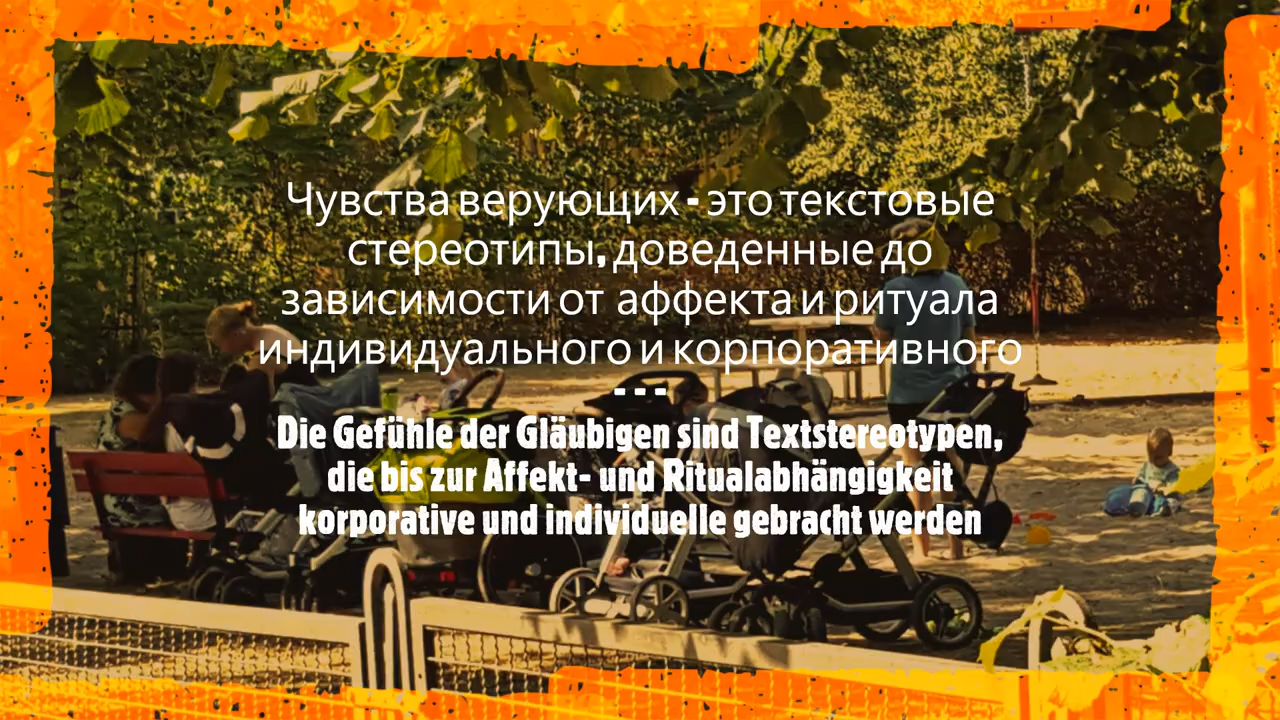 Чувства верующих - это текстовые
стереотипы, доведенные до
зависимости от аффекта и ритуала
индивидуального и корпоративного
- - -
Die Gefühle der Gläubigen sind Textstereotypen,
die bis zur Affekt- und Ritualabhängigkeit
korporative und individuelle gebracht werden